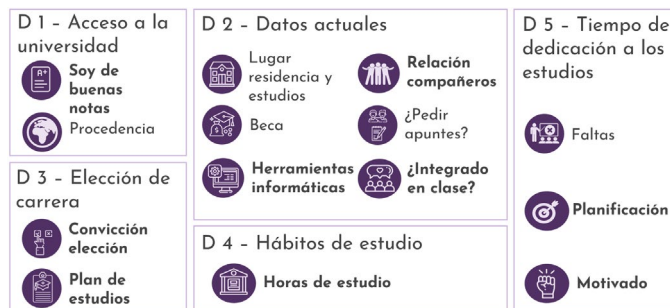 D 1 – Acceso a la
universidad
A+
Soy de
buenas
notas
Procedencia
D 2 – Datos actuales
Lugar
residencia y
estudios
Beca
Herramientas
informáticas
Relación
compañeros
¿Pedir
apuntes?
¿Integrado
en clase?
D 3 – Elección de
carrera
Convicción
elección
Plan de
estudios
D 4 – Hábitos de estudio
Horas de estudio
D 5 – Tiempo de
dedicación a los
estudios
Faltas
Planificación
Motivado